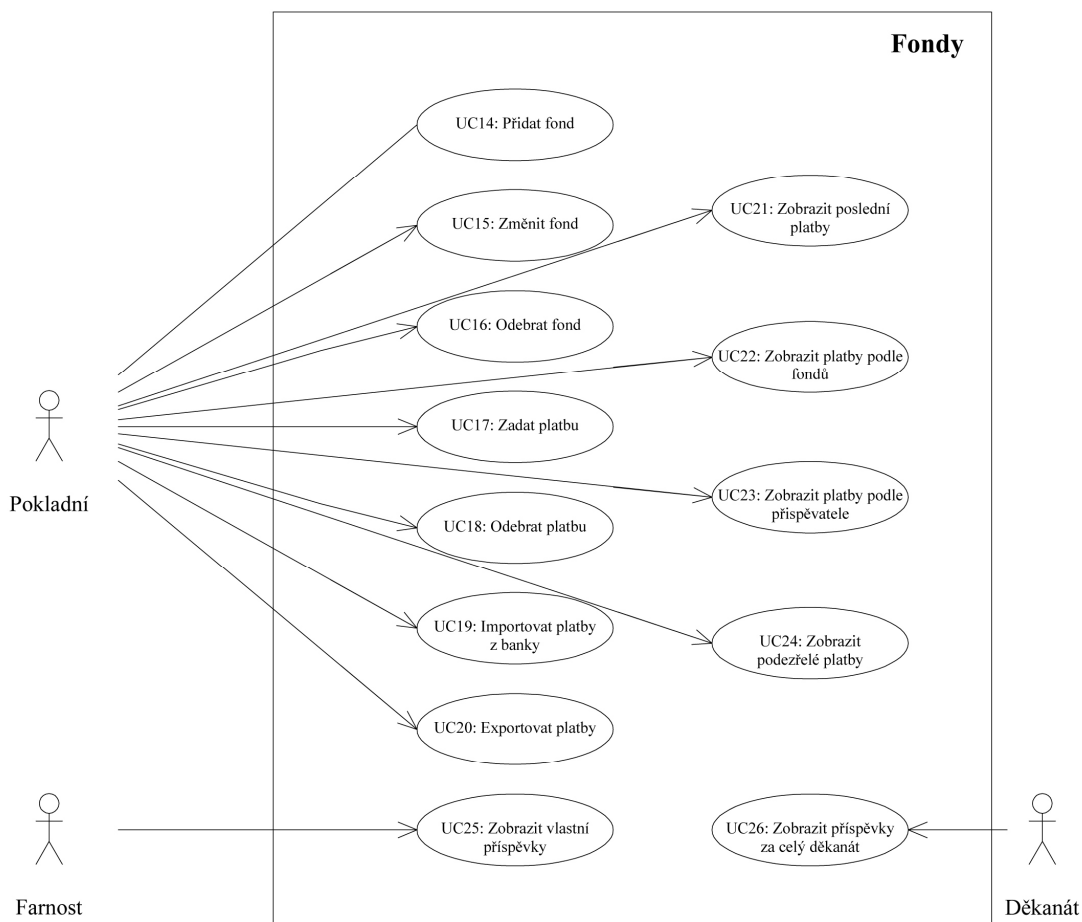 Fondy
UC14: Přidat fond
UC15: Změnit fond
UC21: Zobrazit poslední
platby
UC16: Odebrat fond
UC22: Zobrazit platby podle
fondů
UC17: Zadat platbu
Pokladní
UC23: Zobrazit platby podle
přispěvatele
UC18: Odebrat platbu
UC19: Importovat platby
z banky
UC24: Zobrazit
podezřelé platby
UC20: Exportovat platby
UC25: Zobrazit vlastní
příspěvky
UC26: Zobrazit příspěvky
za celý děkanát
Farnost
Děkanát